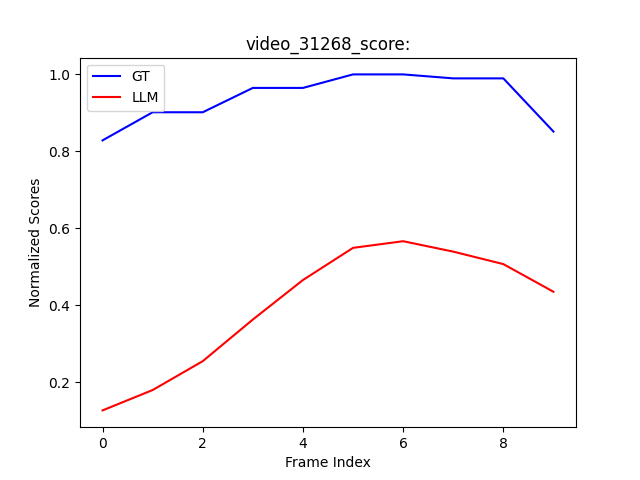 video_31268_score:
GT
LLM
1.0
0.8
0.6
0.4
0.2
Normalized Scores
0 2 4 6 8
Frame Index